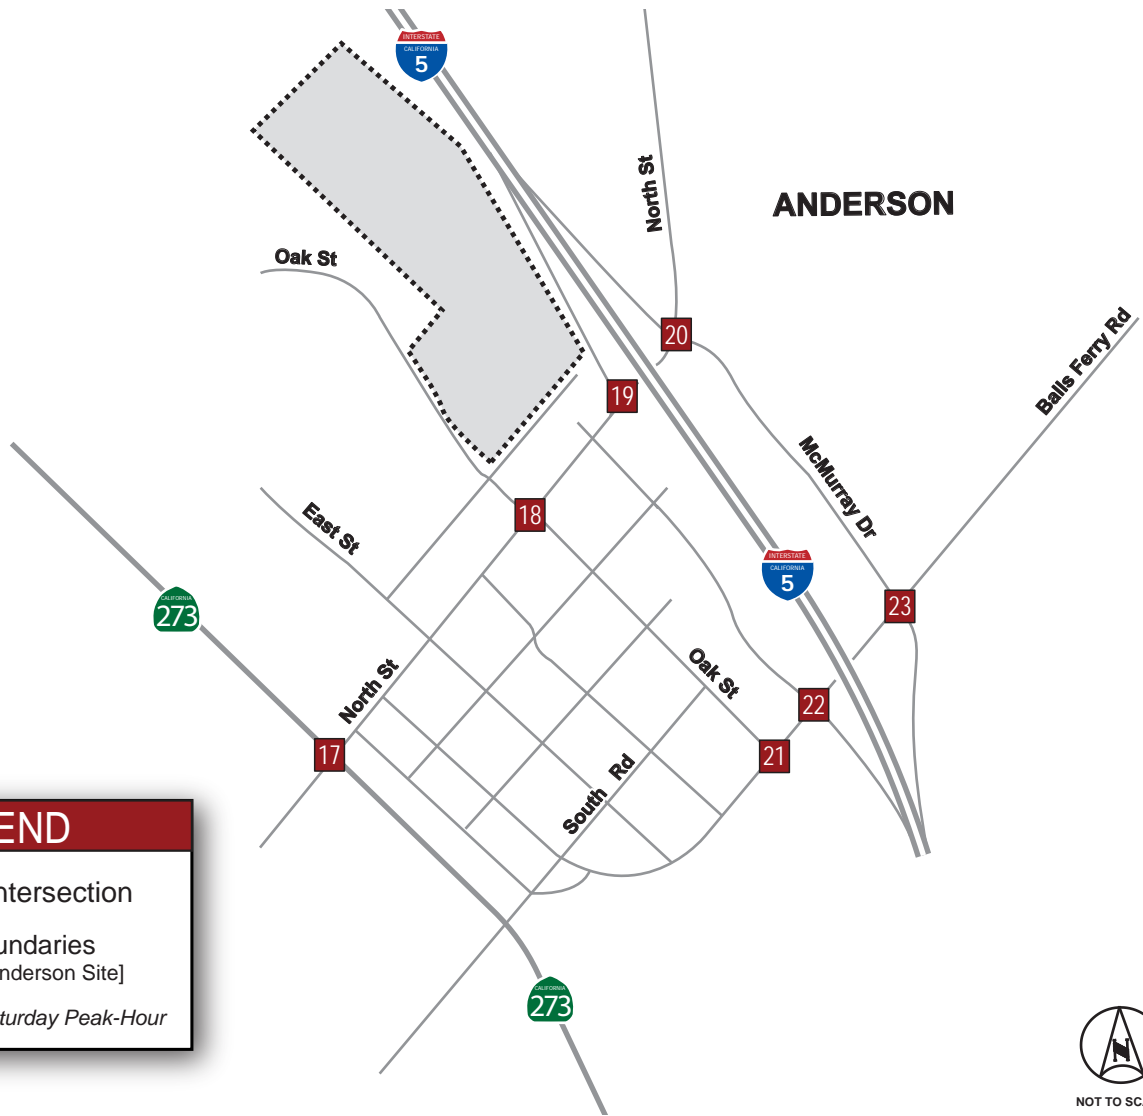 INTERSTATE
CALIFORNIA
5
North St
ANDERSON
Oak St
20
Balls Ferry Rd
19
McMurray Dr
18
East St
INTERSTATE
CALIFORNIA
5
CALIFORNIA
273
23
Oak St
North St
22
17
21
South Rd
END
ntersection
undaries
nderson Site]
turday Peak-Hour
CALIFORNIA
273
N
NOT TO SC